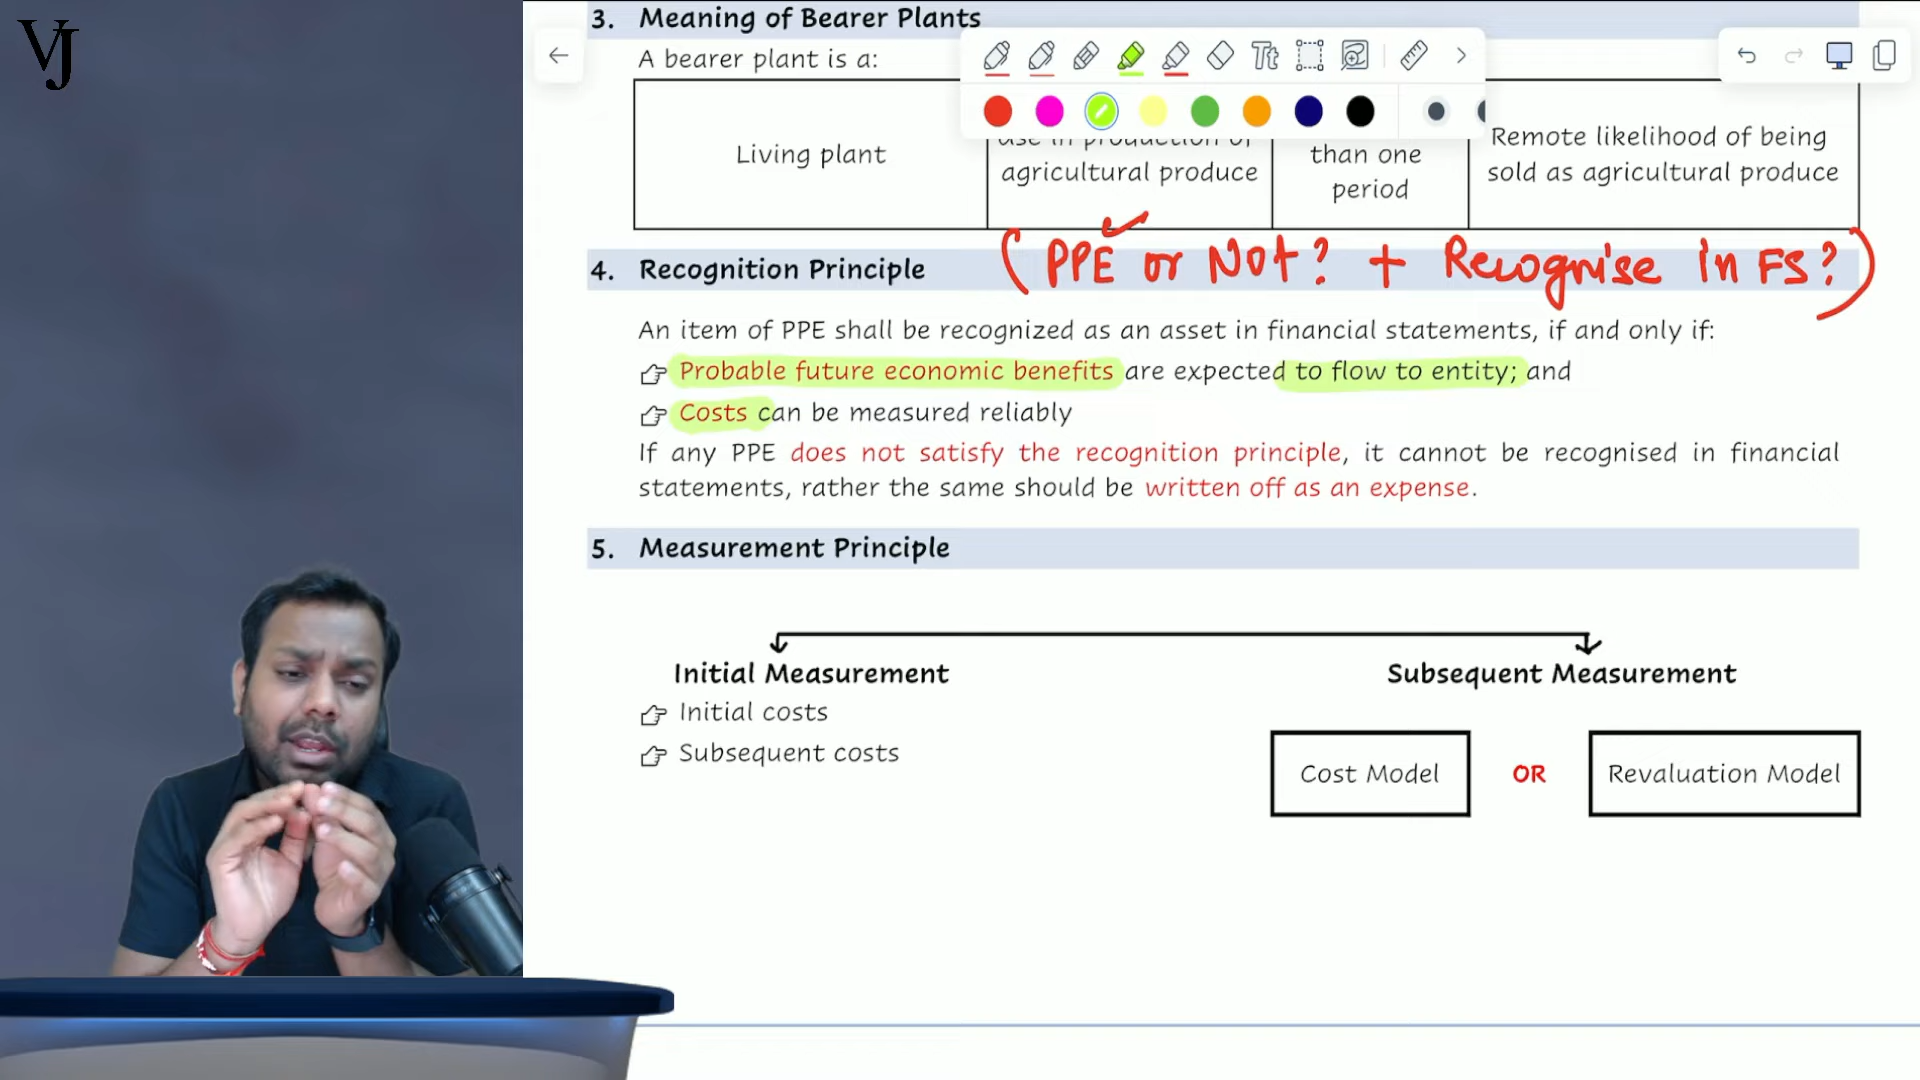 VJ
3. Meaning of Bearer Plants
A bearer plant is a:
Tt
Living plant
use in production of
agricultural produce
than one
period
Remote likelihood of being
sold as agricultural produce
(PPE or Not? + Recognise in FS?)
4. Recognition Principle
An item of PPE shall be recognized as an asset in financial statements, if and only if:
Probable future economic benefits are expected to flow to entity; and
Costs can be measured reliably
If any PPE does not satisfy the recognition principle, it cannot be recognised in financial
statements, rather the same should be written off as an expense.
5. Measurement Principle
Initial Measurement
Initial costs
Subsequent costs
Subsequent Measurement
Cost Model OR Revaluation Model